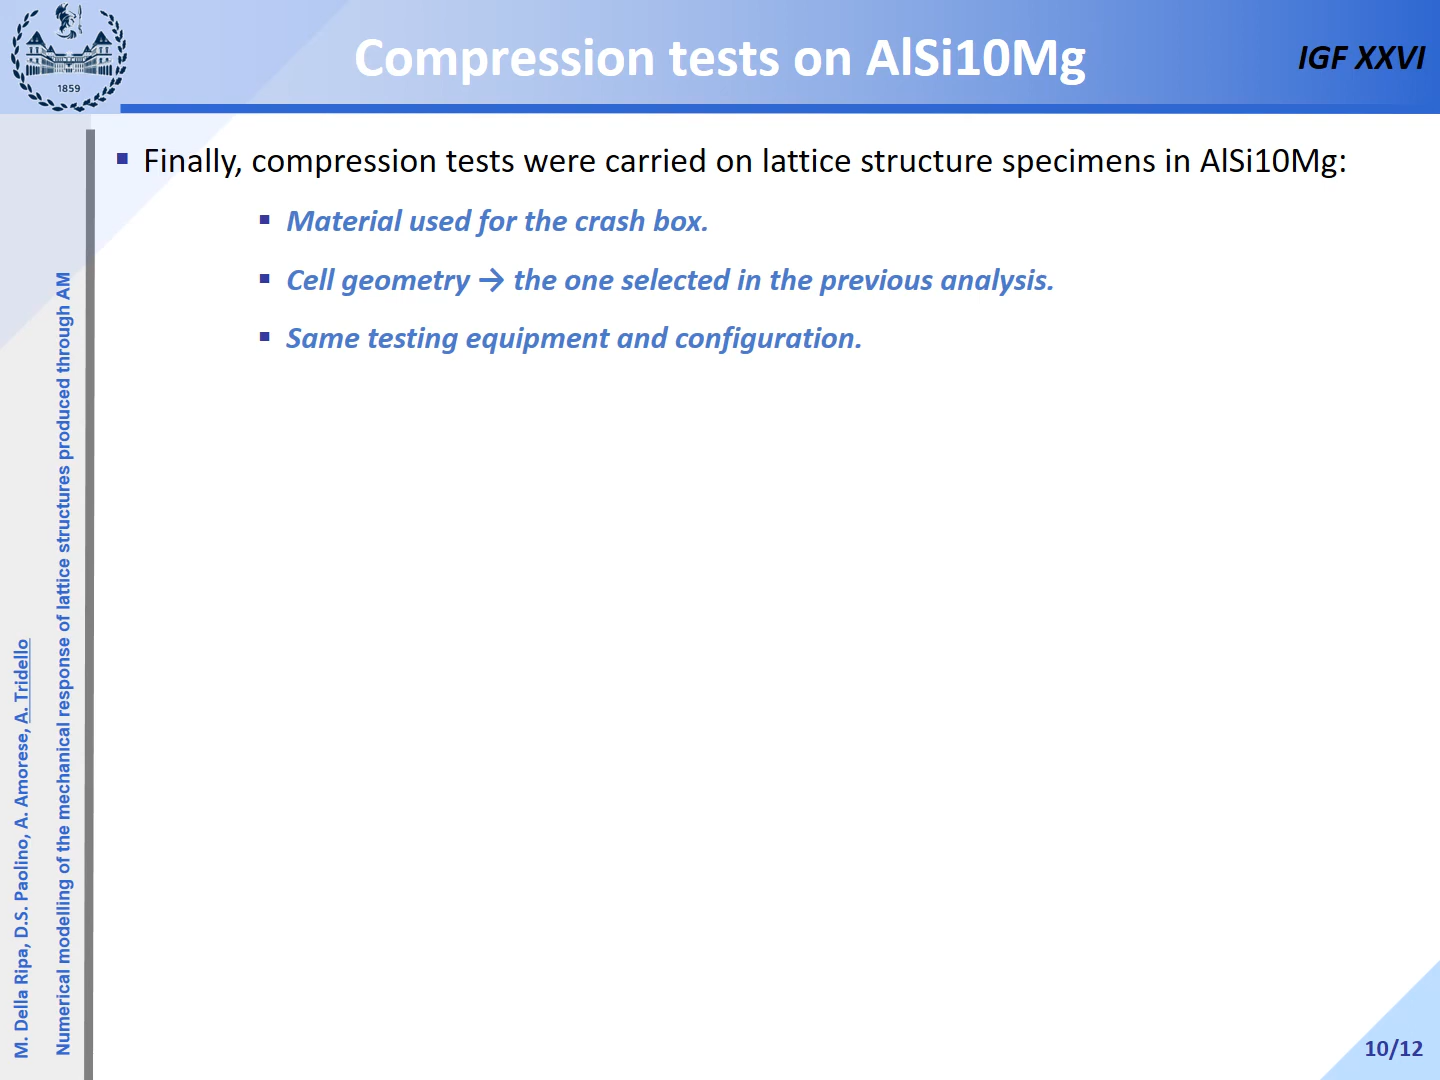 1859
Compression tests on AlSi10Mg
IGF XXVI
▪ Finally, compression tests were carried on lattice structure specimens in AlSi10Mg:
▪ Material used for the crash box.
▪ Cell geometry → the one selected in the previous analysis.
▪ Same testing equipment and configuration.
M. Della Ripa, D.S. Paolino, A. Amorese, A. Tridello
Numerical modelling of the mechanical response of lattice structures produced through AM
10/12